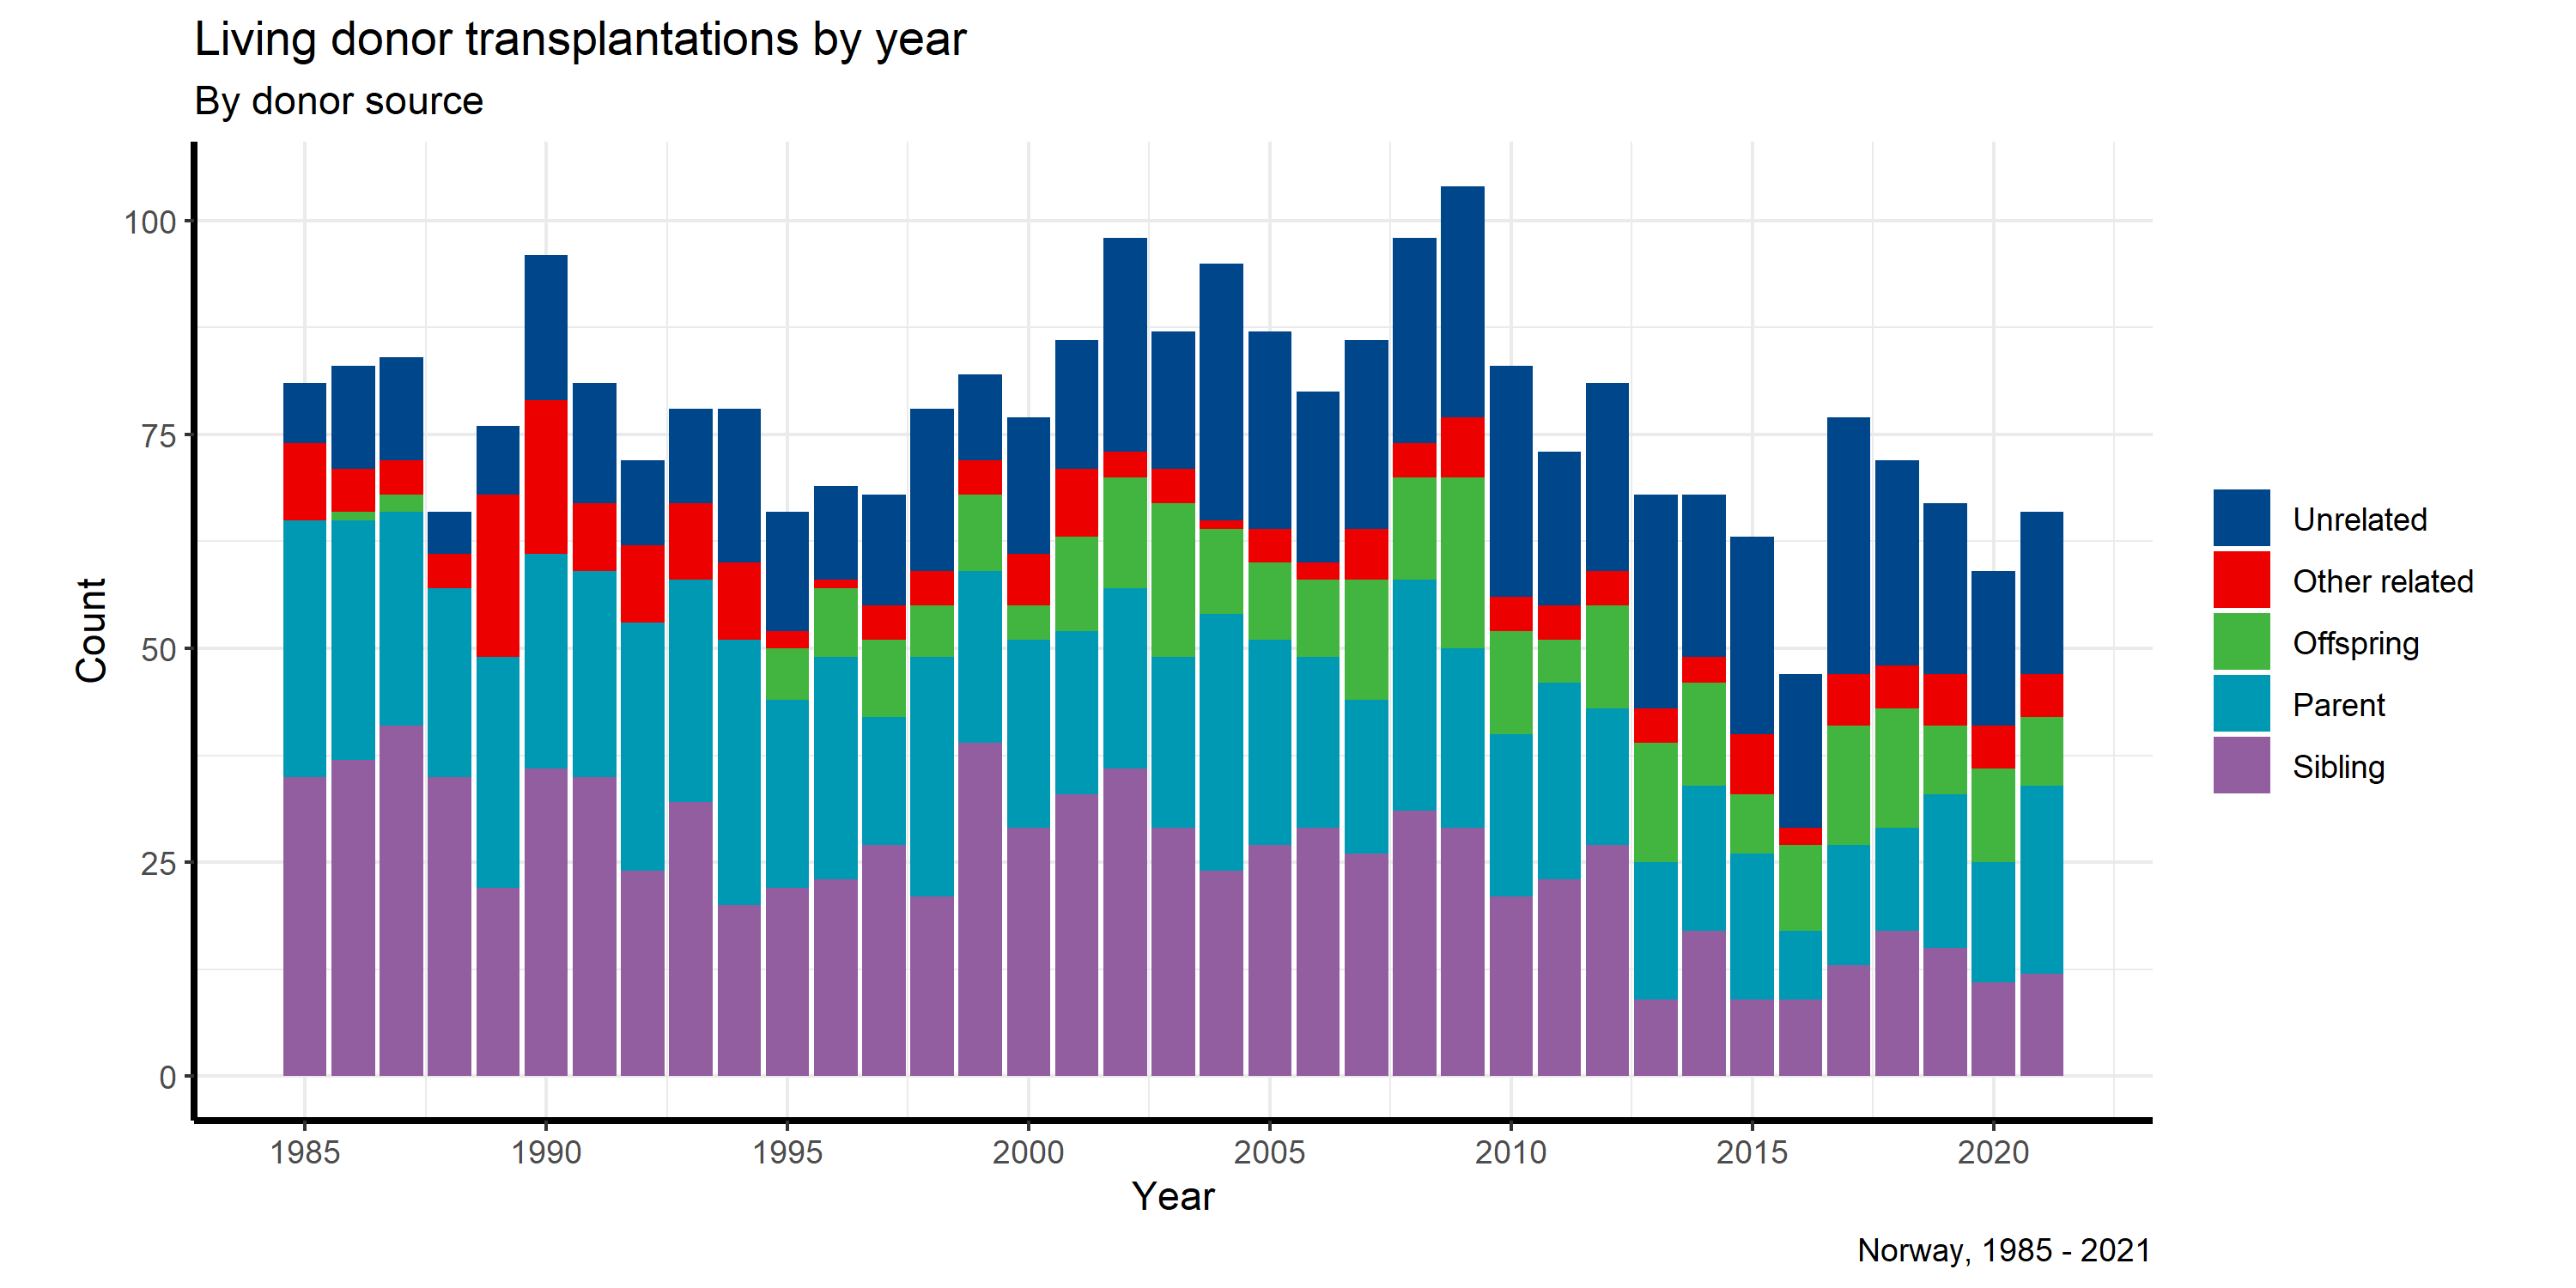 Living donor transplantations by year
By donor source
Count
100
75
50
25
0
1985 1990 1995 2000 2005 2010 2015 2020
Year
Unrelated
Other related
Offspring
Parent
Sibling
Norway, 1985 - 2021